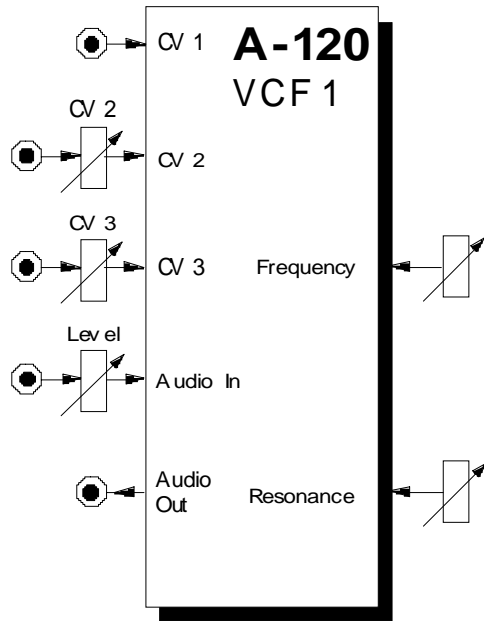 A-120
VCF 1
CV 1
CV 2
CV 2
CV 3
CV 3
Frequency
Level
Audio In
Audio
Out
Resonance